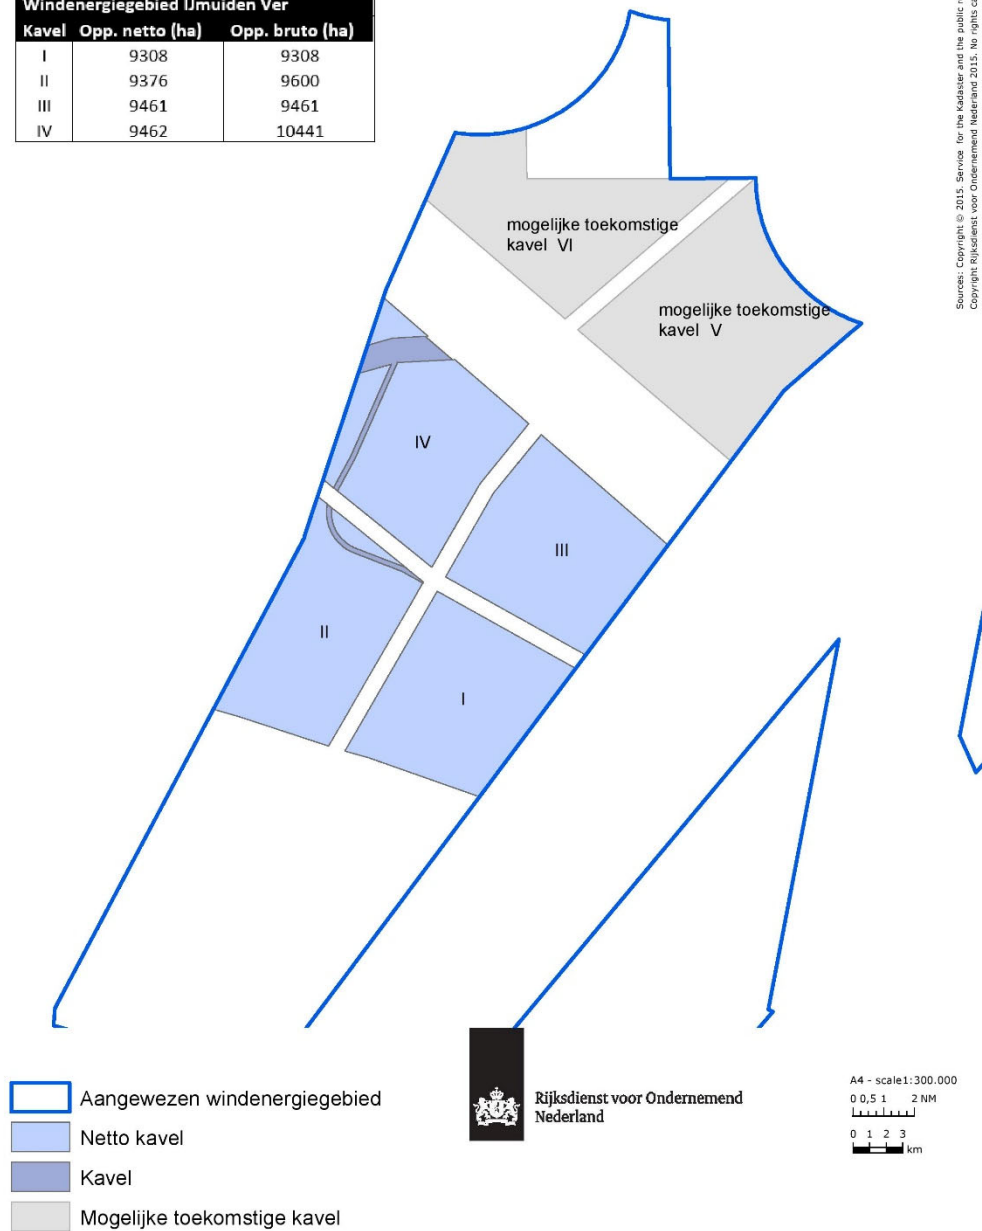 Windenergiegebied IJmuiden Ver
Kavel Opp. netto (ha) Opp. bruto (ha)
I 9308 9308
II 9376 9600
III 9461 9461
IV 9462 10441
Sources: Copyright © 2015. Service for the Kadaster and the public
Copyright Rijksdienst voor Ondernemend Nederland 2015. No rights
mogelijke toekomstige
kavel VI
mogelijke toekomstige
kavel V
IV
III
II
I
Aangewezen windenergiegebied
Netto kavel
Kavel
Mogelijke toekomstige kavel
Rijksdienst voor Ondernemend
Nederland
A4 - scale1:300.000
0 0,5 1 2 NM
0 1 2 3
km